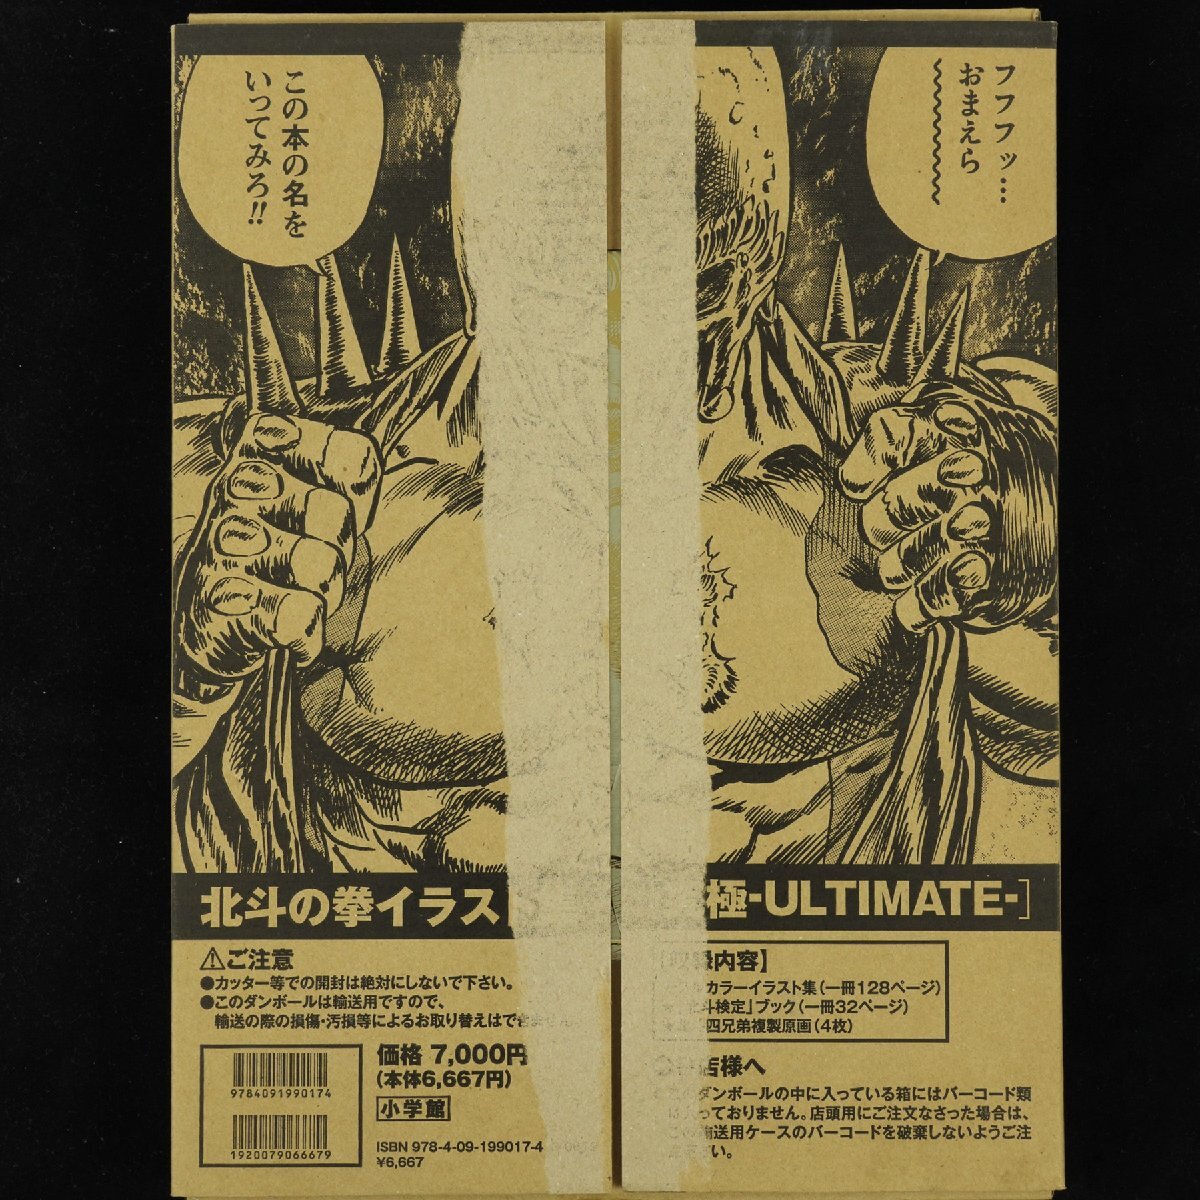 フフフッ…
おまえら
この本の名を
いってみろ!!
北斗の拳イラス
極-ULTIMATE-]
⚠ご注意
●カッター等での開封は絶対にしないで下さい。
●このダンボールは輸送用ですので、
輸送の際の損傷・汚損等によるお取り替えはでき
価格 7,000円
(本体6,667円)
小学館
ISBN 978-4-09-199017-4
¥6,667
9784091990174
1920079066679
内容】
カラーイラスト集(一冊128ページ)
斗検定」ブック(一冊32ページ)
四兄弟複製原画(4枚)
店様へ
ダンボールの中に入っている箱にはバーコード類
っておりません。店頭用にご注文なさった場合は、
輸送用ケースのバーコードを破棄しないようご注
い。